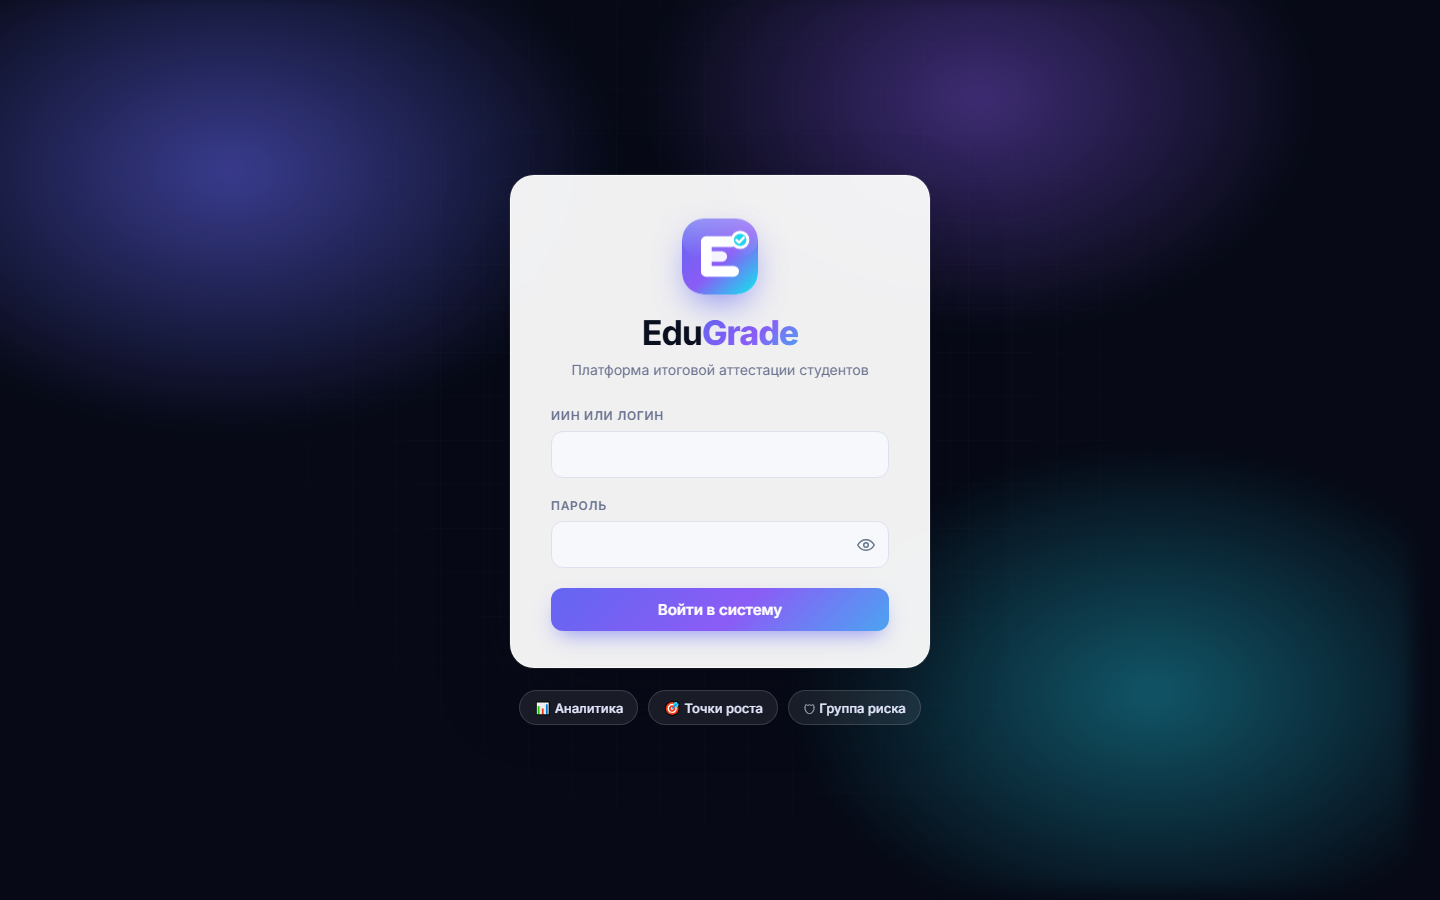 EduGrade
Платформа итоговой аттестации студентов
ИИН ИЛИ ЛОГИН
ПАРОЛЬ
Войти в систему
Аналитика
Точки роста
Группа риска